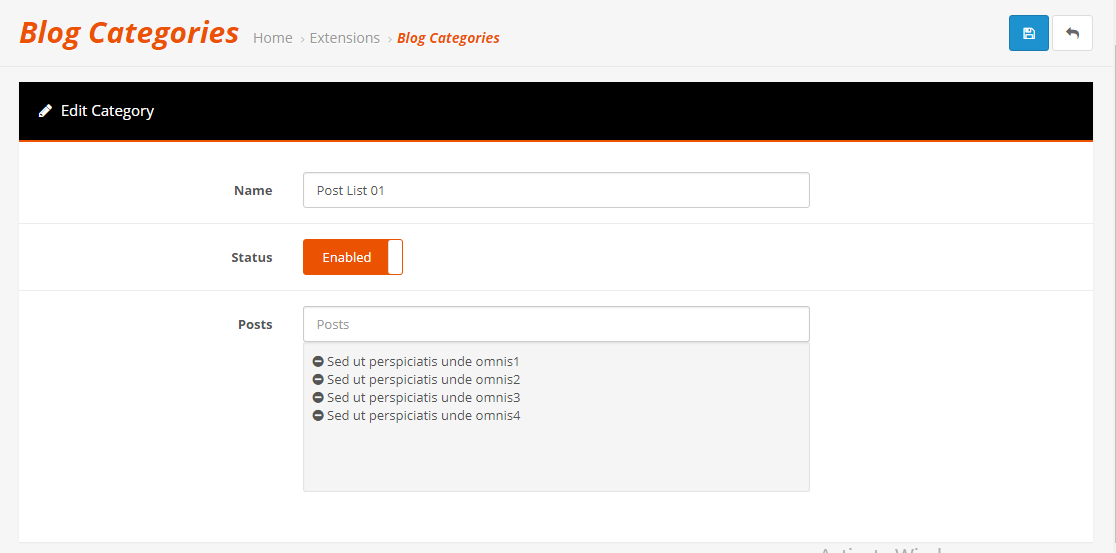 Blog Categories Home › Extensions › Blog Categories
Edit Category
Name Post List 01
Status Enabled
Posts Posts
Sed ut perspiciatis unde omnis1
Sed ut perspiciatis unde omnis2
Sed ut perspiciatis unde omnis3
Sed ut perspiciatis unde omnis4